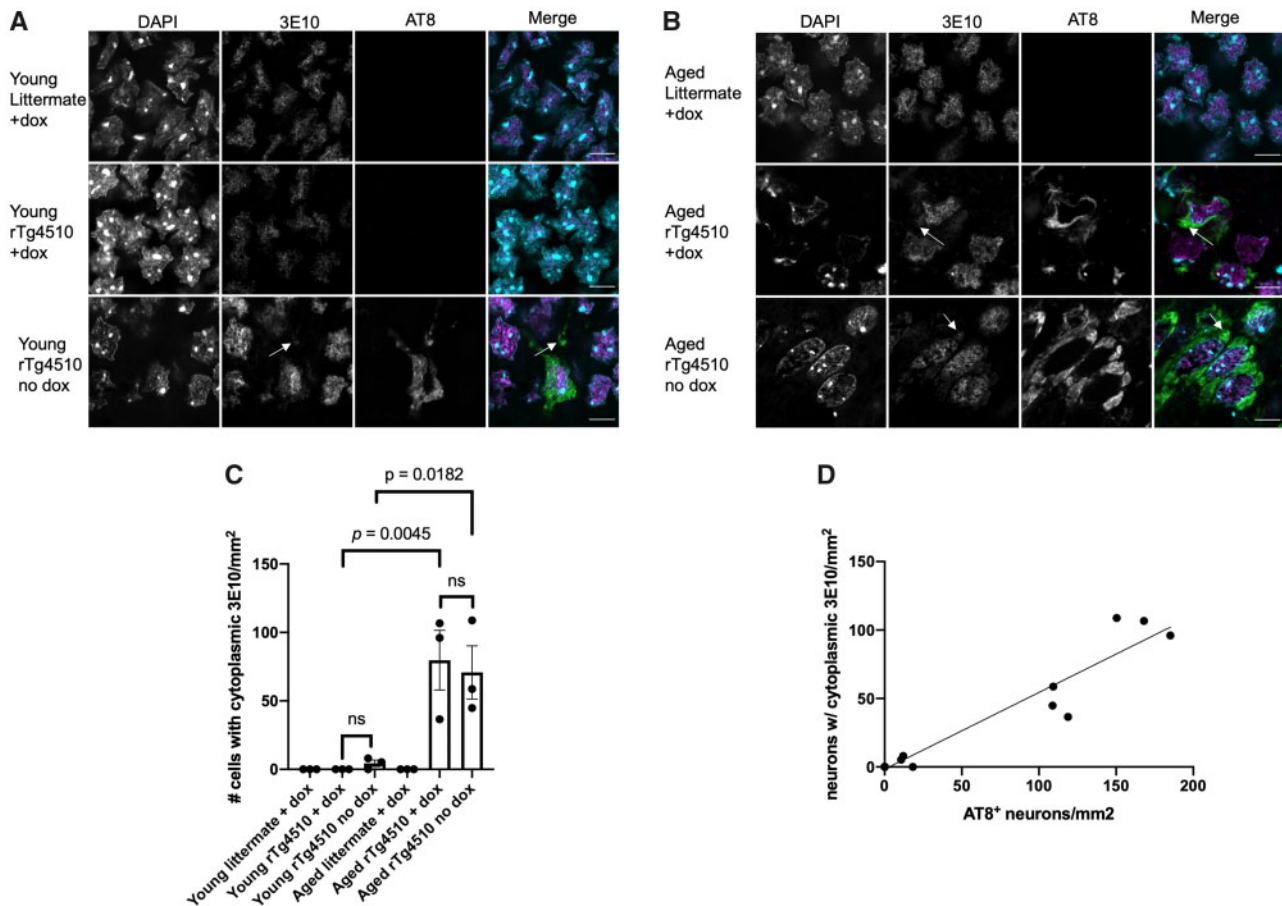 A
DAPI 3E10 AT8 Merge
Young
Littermate
+dox
Young
rTg4510
+dox
Young
rTg4510
no dox
B
DAPI 3E10 AT8 Merge
Aged
Littermate
+dox
Aged
rTg4510
+dox
Aged
rTg4510
no dox
C
p = 0.0182
p = 0.0045
ns
ns
# cells with cytoplasmic 3E10/mm2
150
100
50
0
Young littermate + dox
Young rTg4510 + dox
Young rTg4510 no dox
Aged littermate + dox
Aged rTg4510 + dox
Aged rTg4510 no dox
D
neurons w/ cytoplasmic 3E10/mm2
150
100
50
0
0 50 100 150 200
AT8+ neurons/mm2